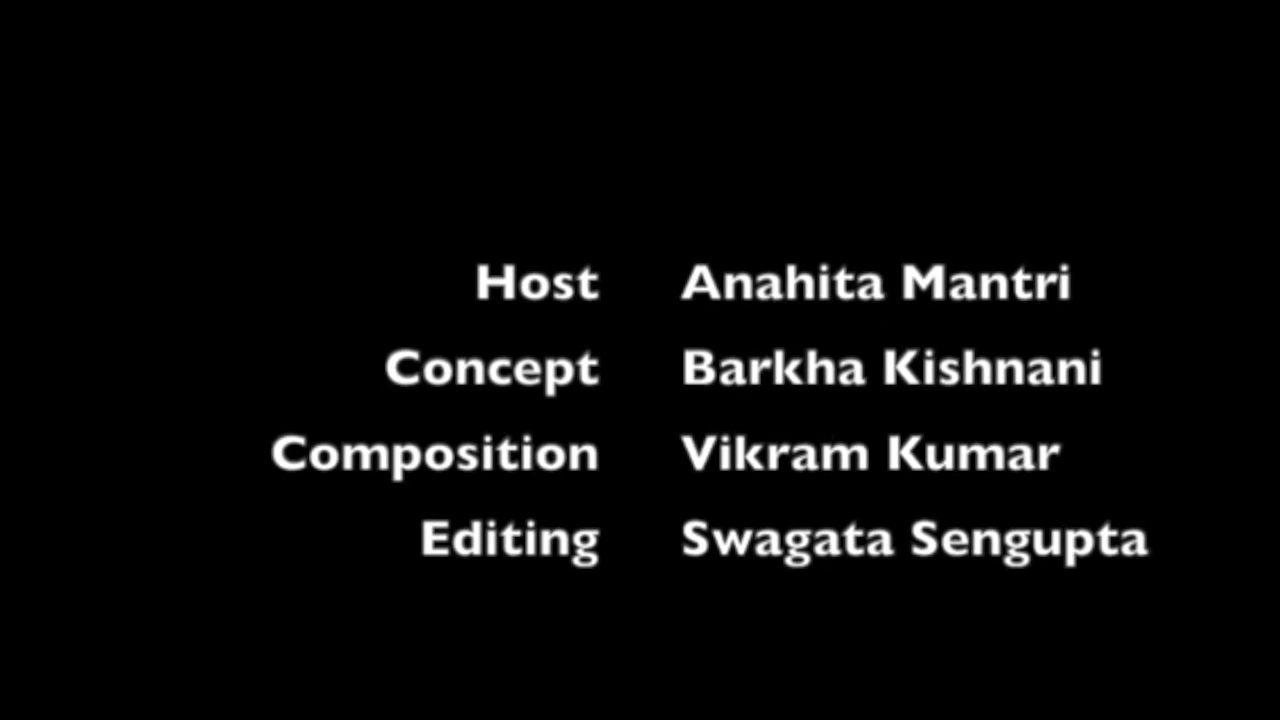 Host Anahita Mantri
Concept Barkha Kishnani
Composition Vikram Kumar
Editing Swagata Sengupta